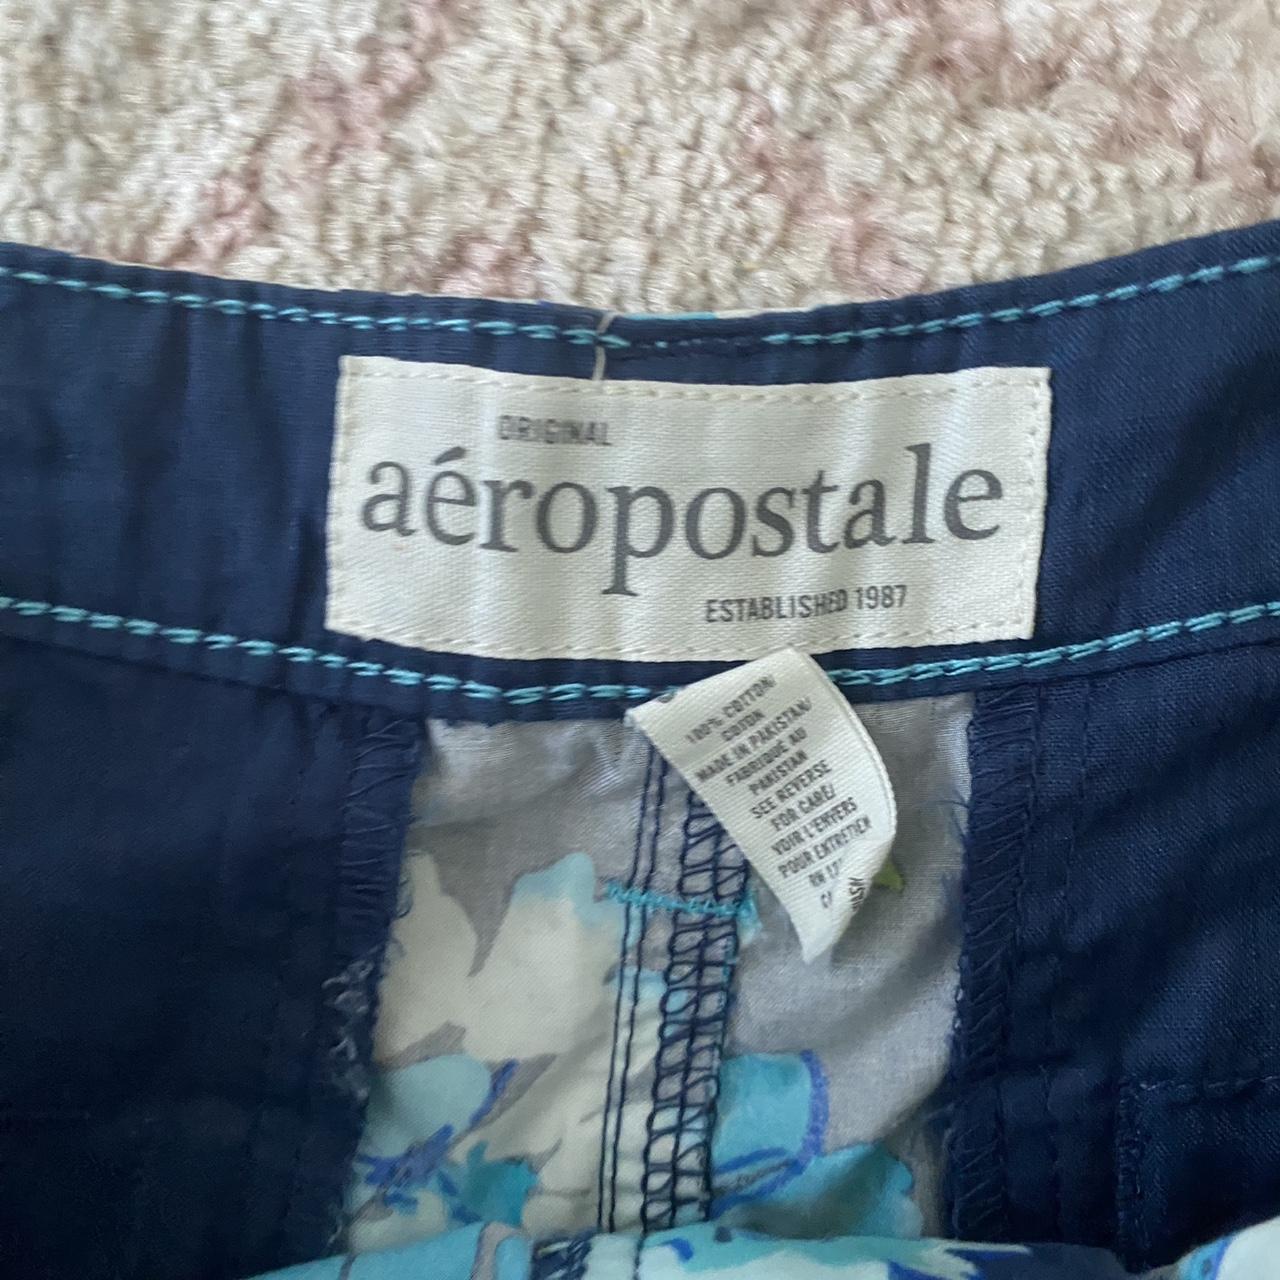 ORIGINAL
aéropostale
ESTABLISHED 1987
100% COTTON/
COTON
MADE IN PAKISTAN/
FABRIQUÉ AU
PAKISTAN
SEE REVERSE
FOR CARE/
VOIR L'ENVERS
POUR ENTRETIEN
RN